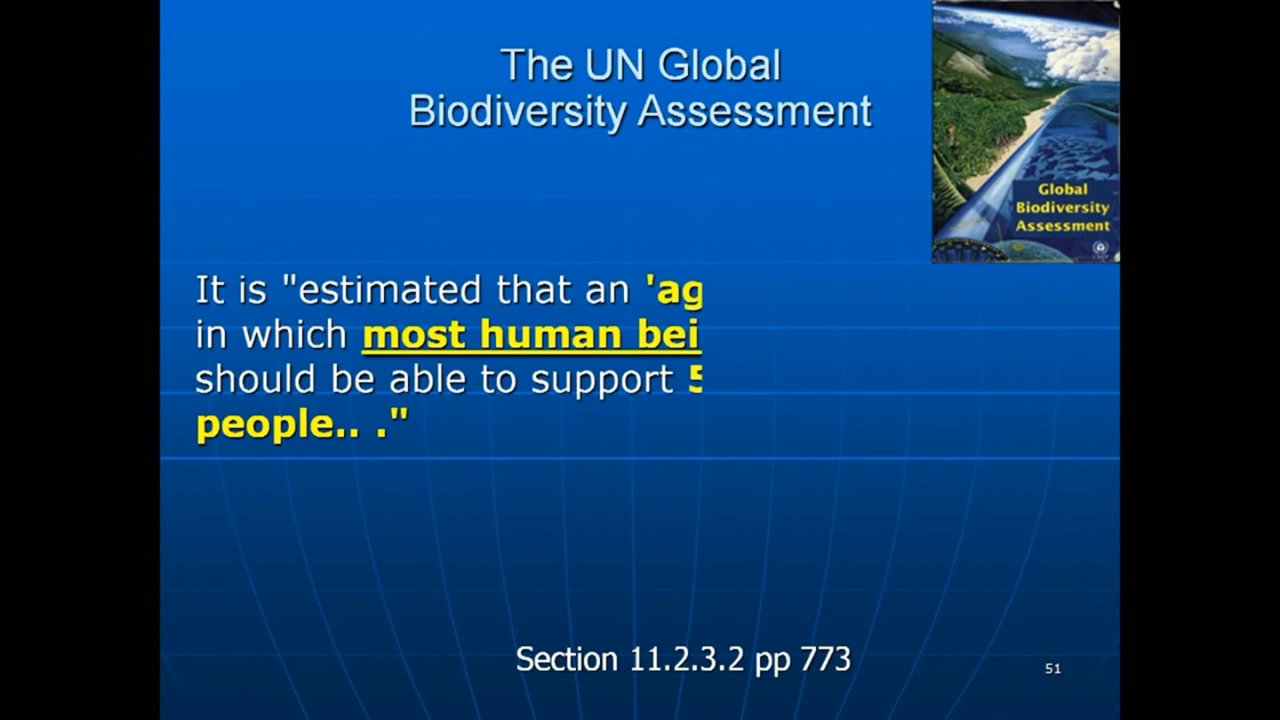 The UN Global
Biodiversity Assessment
Global
Biodiversity
Assessment
It is "estimated that an 'ag
in which most human bei
should be able to support
people.. ."
Section 11.2.3.2 pp 773
51